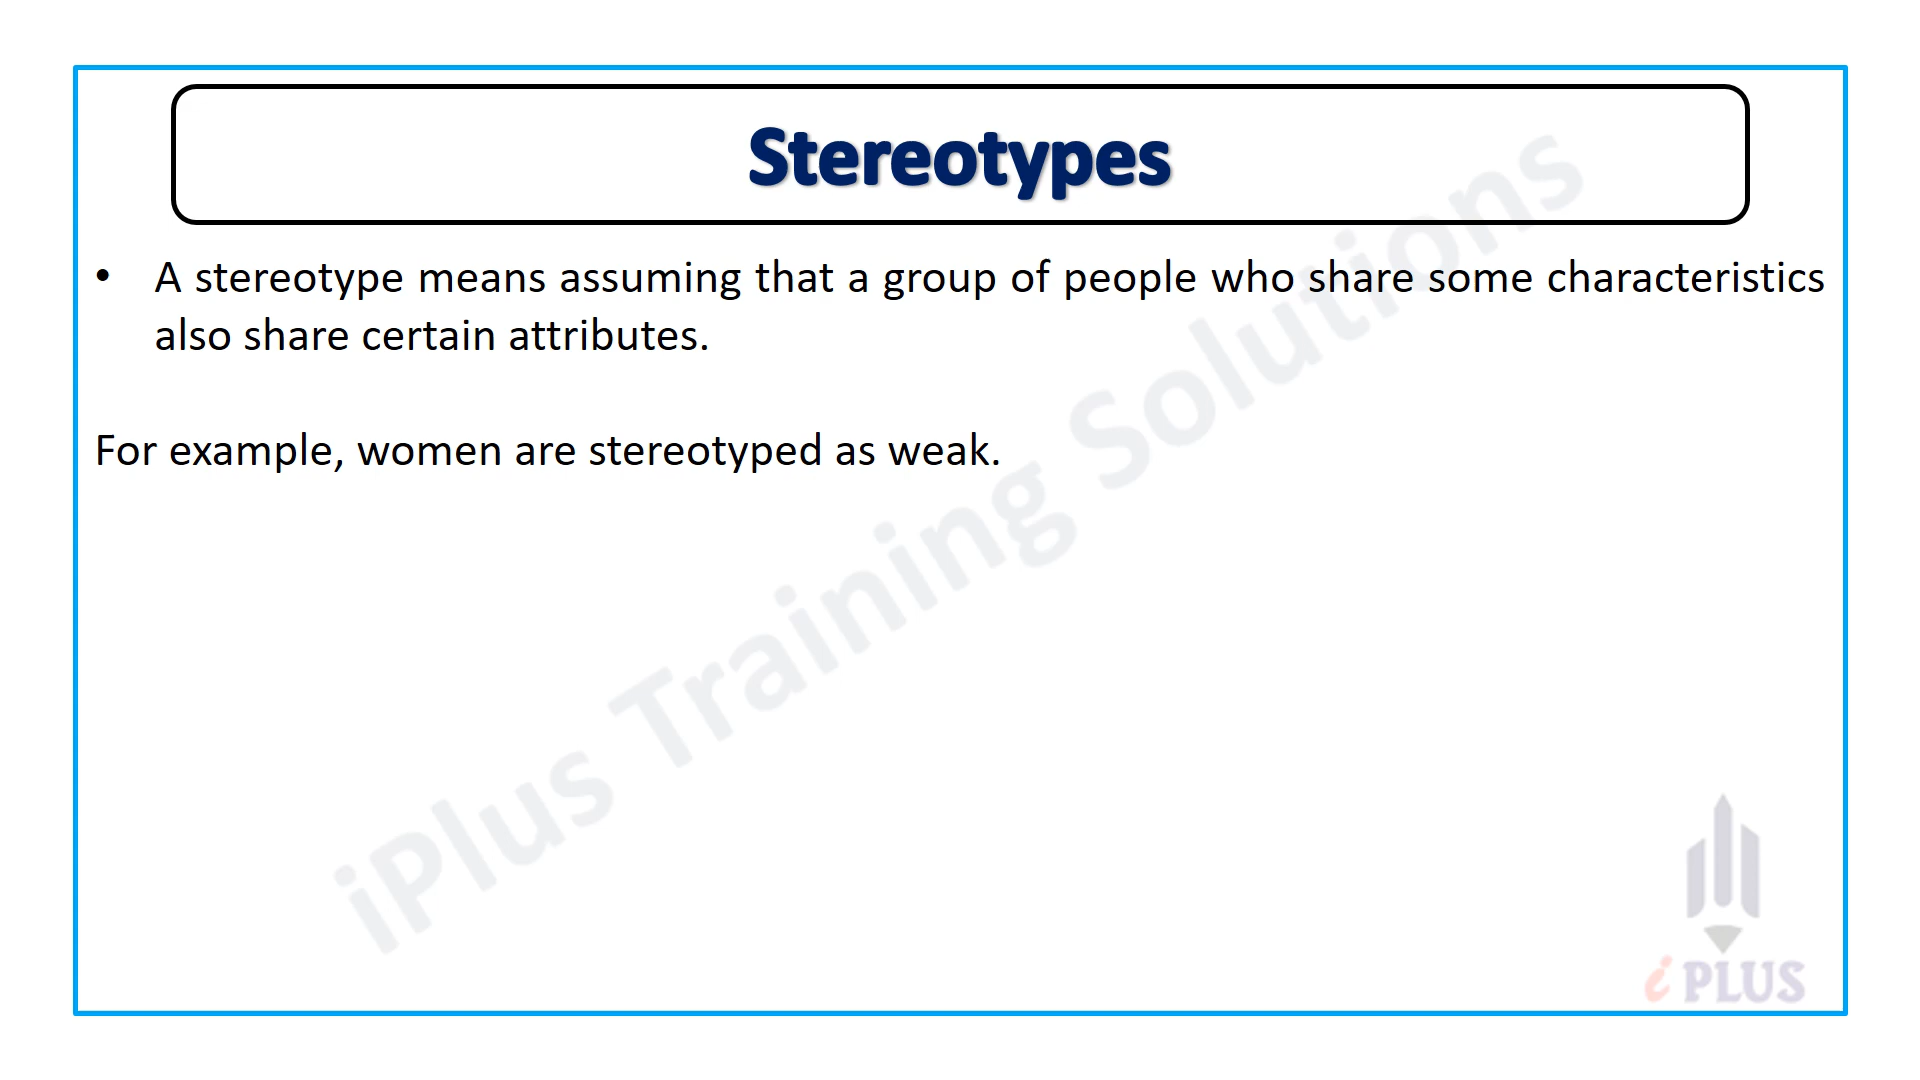 Stereotypes
• A stereotype means assuming that a group of people who share some characteristics
also share certain attributes.
For example, women are stereotyped as weak.
iPlus Training Solutions
i PLUS